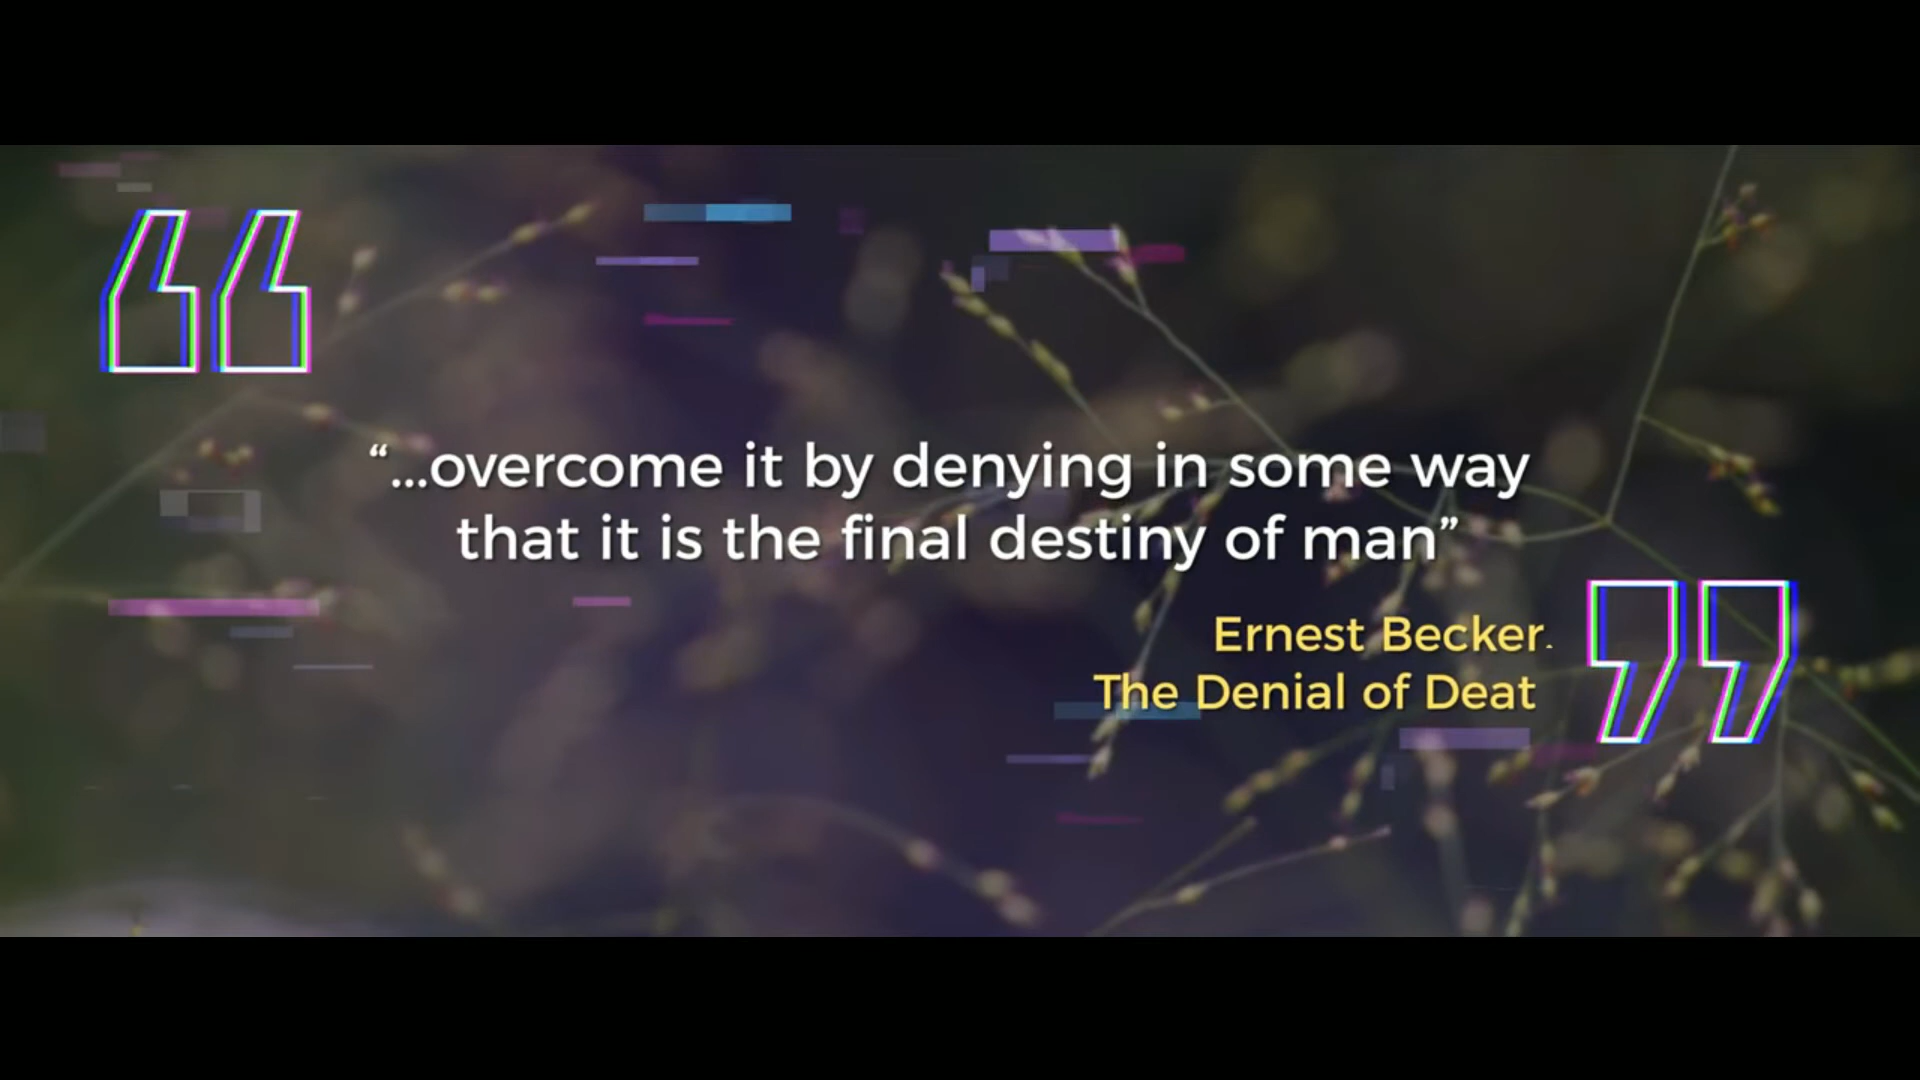 “...overcome it by denying in some way
that it is the final destiny of man”
Ernest Becker.
The Denial of Deat